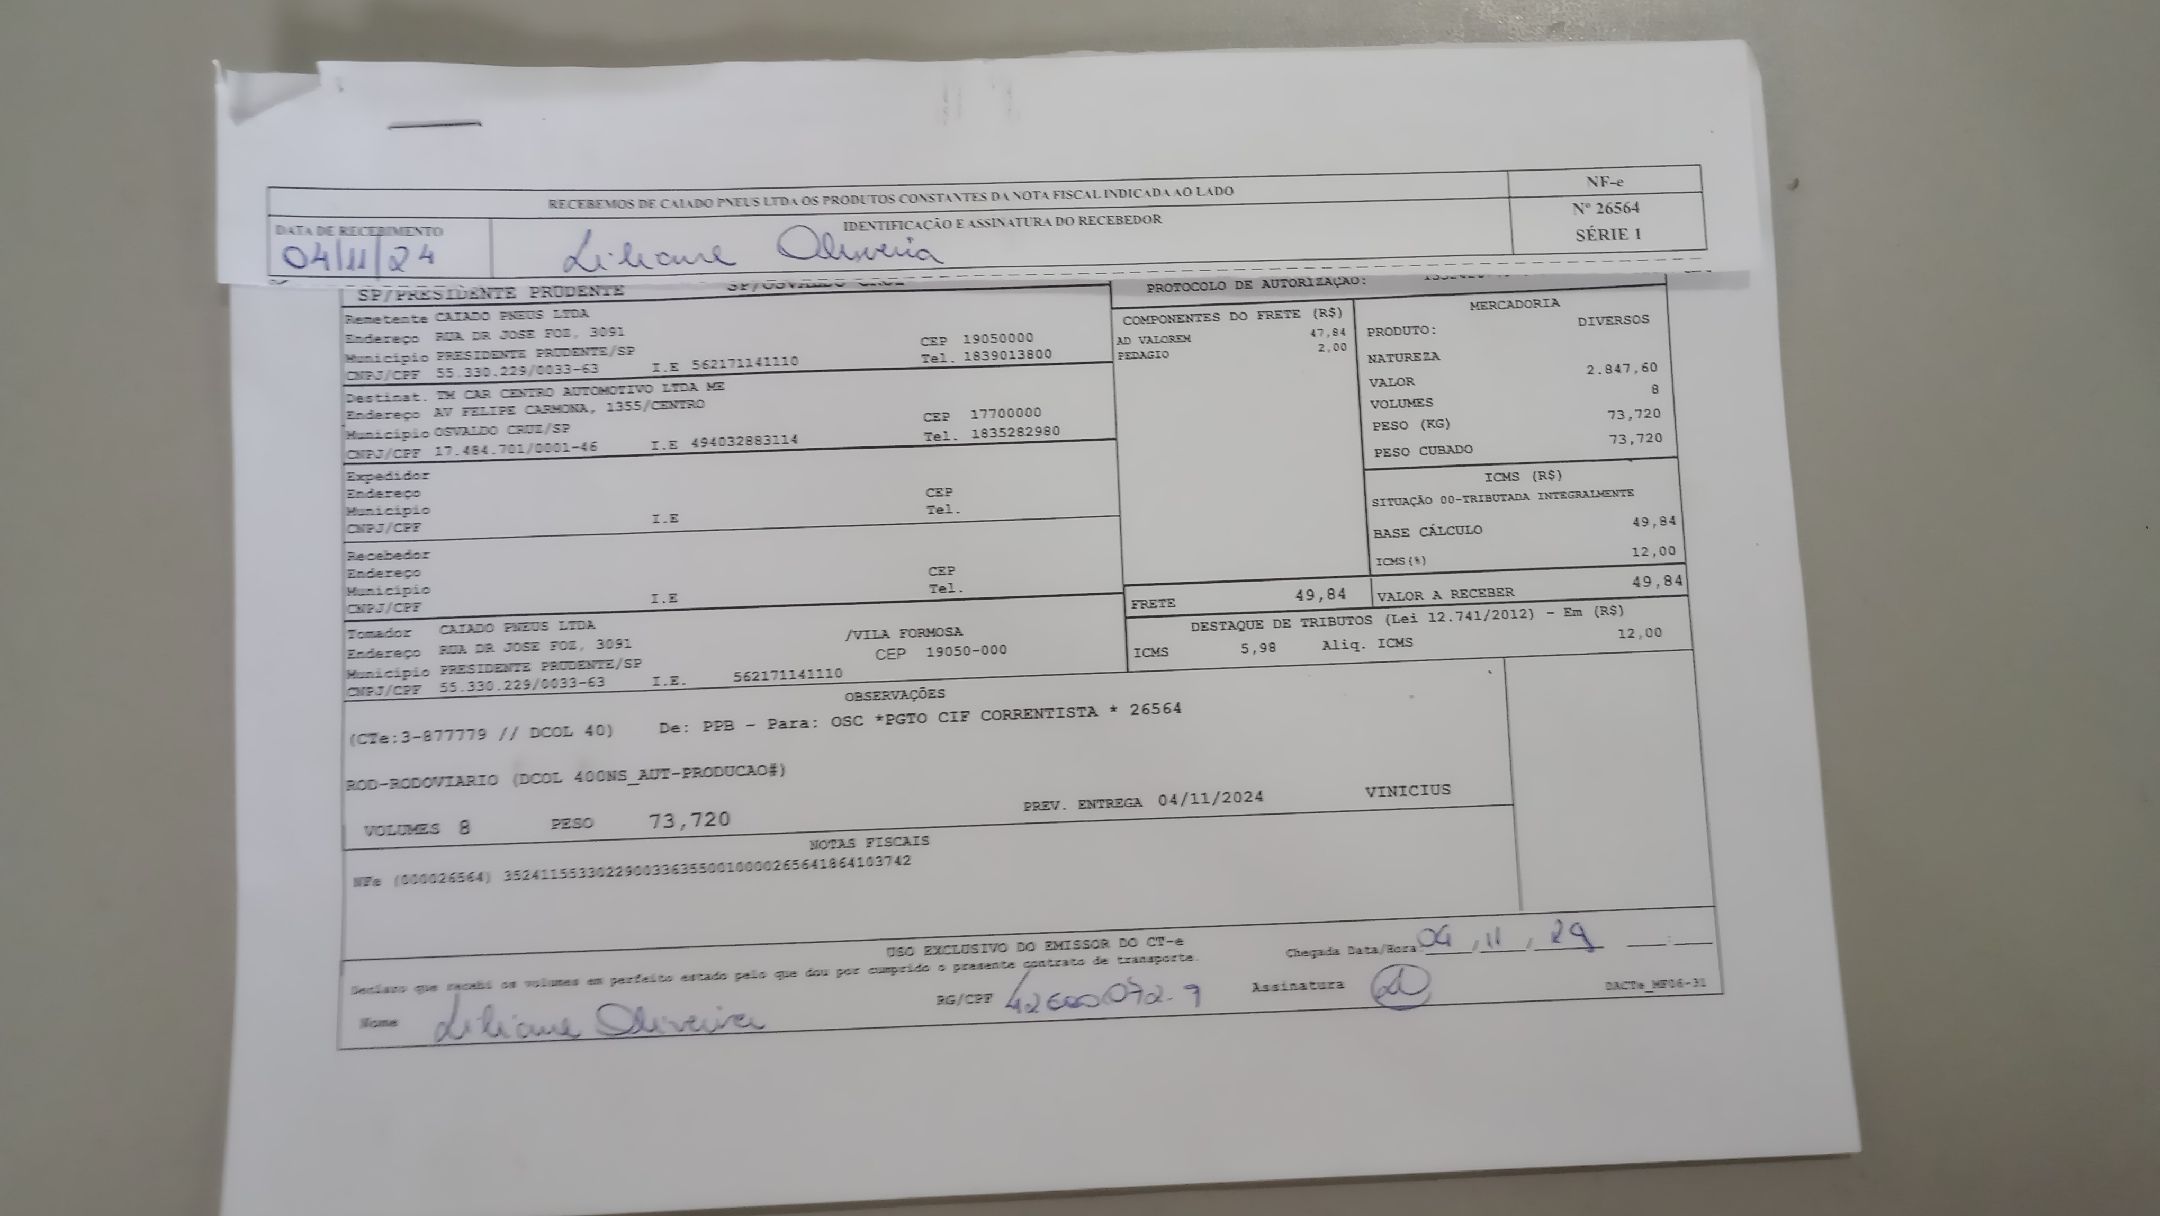 RECEBEMOS DE CAIADO PNEUS LTDA OS PRODUTOS CONSTANTES DA NOTA FISCAL INDICADA AO LADO
NF-e
DATA DE RECEBIMENTO
IDENTIFICAÇÃO E ASSINATURA DO RECEBEDOR
Nº 26564
SÉRIE 1
04/11/24
Liliane Oliveira
SP/PRESIDENTE PRUDENTE
PROTOCOLO DE AUTORIZAÇÃO:
Remetente CAIADO PNEUS LTDA
Endereço RUA DR JOSE FOZ, 3091
CEP 19050000
Município PRESIDENTE PRUDENTE/SP
Tel. 1839013800
CNPJ/CPF 55.330.229/0033-63 I.E 562171141110
Destinat. TM CAR CENTRO AUTOMOTIVO LTDA ME
Endereço AV FELIPE CARMONA, 1355/CENTRO
CEP 17700000
Município OSVALDO CRUZ/SP
Tel. 1835282980
CNPJ/CPF 17.484.701/0001-46 I.E 494032883114
Expedidor
Endereço CEP
Município Tel.
CNPJ/CPF I.E
Recebedor
Endereço CEP
Município Tel.
CNPJ/CPF I.E
Tomador CAIADO PNEUS LTDA
Endereço RUA DR JOSE FOZ, 3091 /VILA FORMOSA
Município PRESIDENTE PRUDENTE/SP CEP 19050-000
CNPJ/CPF 55.330.229/0033-63 I.E. 562171141110
COMPONENTES DO FRETE (R$)
AD VALOREM 47,84
PEDAGIO 2,00
MERCADORIA
PRODUTO: DIVERSOS
NATUREZA
VALOR 2.847,60
VOLUMES 8
PESO (KG) 73,720
PESO CUBADO 73,720
ICMS (R$)
SITUAÇÃO 00-TRIBUTADA INTEGRALMENTE
BASE CÁLCULO 49,84
ICMS(%) 12,00
FRETE 49,84 VALOR A RECEBER 49,84
DESTAQUE DE TRIBUTOS (Lei 12.741/2012) - Em (R$)
ICMS 5,98 Aliq. ICMS 12,00
OBSERVAÇÕES
(CTe:3-877779 // DCOL 40) De: PPB - Para: OSC *PGTO CIF CORRENTISTA * 26564
ROD-RODOVIARIO (DCOL 400NS_AUT-PRODUCAO#)
VOLUMES 8 PESO 73,720 PREV. ENTREGA 04/11/2024 VINICIUS
NOTAS FISCAIS
NFe (000026564) 35241155330229003363550010000265641864103742
USO EXCLUSIVO DO EMISSOR DO CT-e
Declaro que recebi os volumes em perfeito estado pelo que dou por cumprido o presente contrato de transporte.
Chegada Data/Hora 04/11/24
Nome Liliane Oliveira
RG/CPF
Assinatura
DACTe_MF06-31